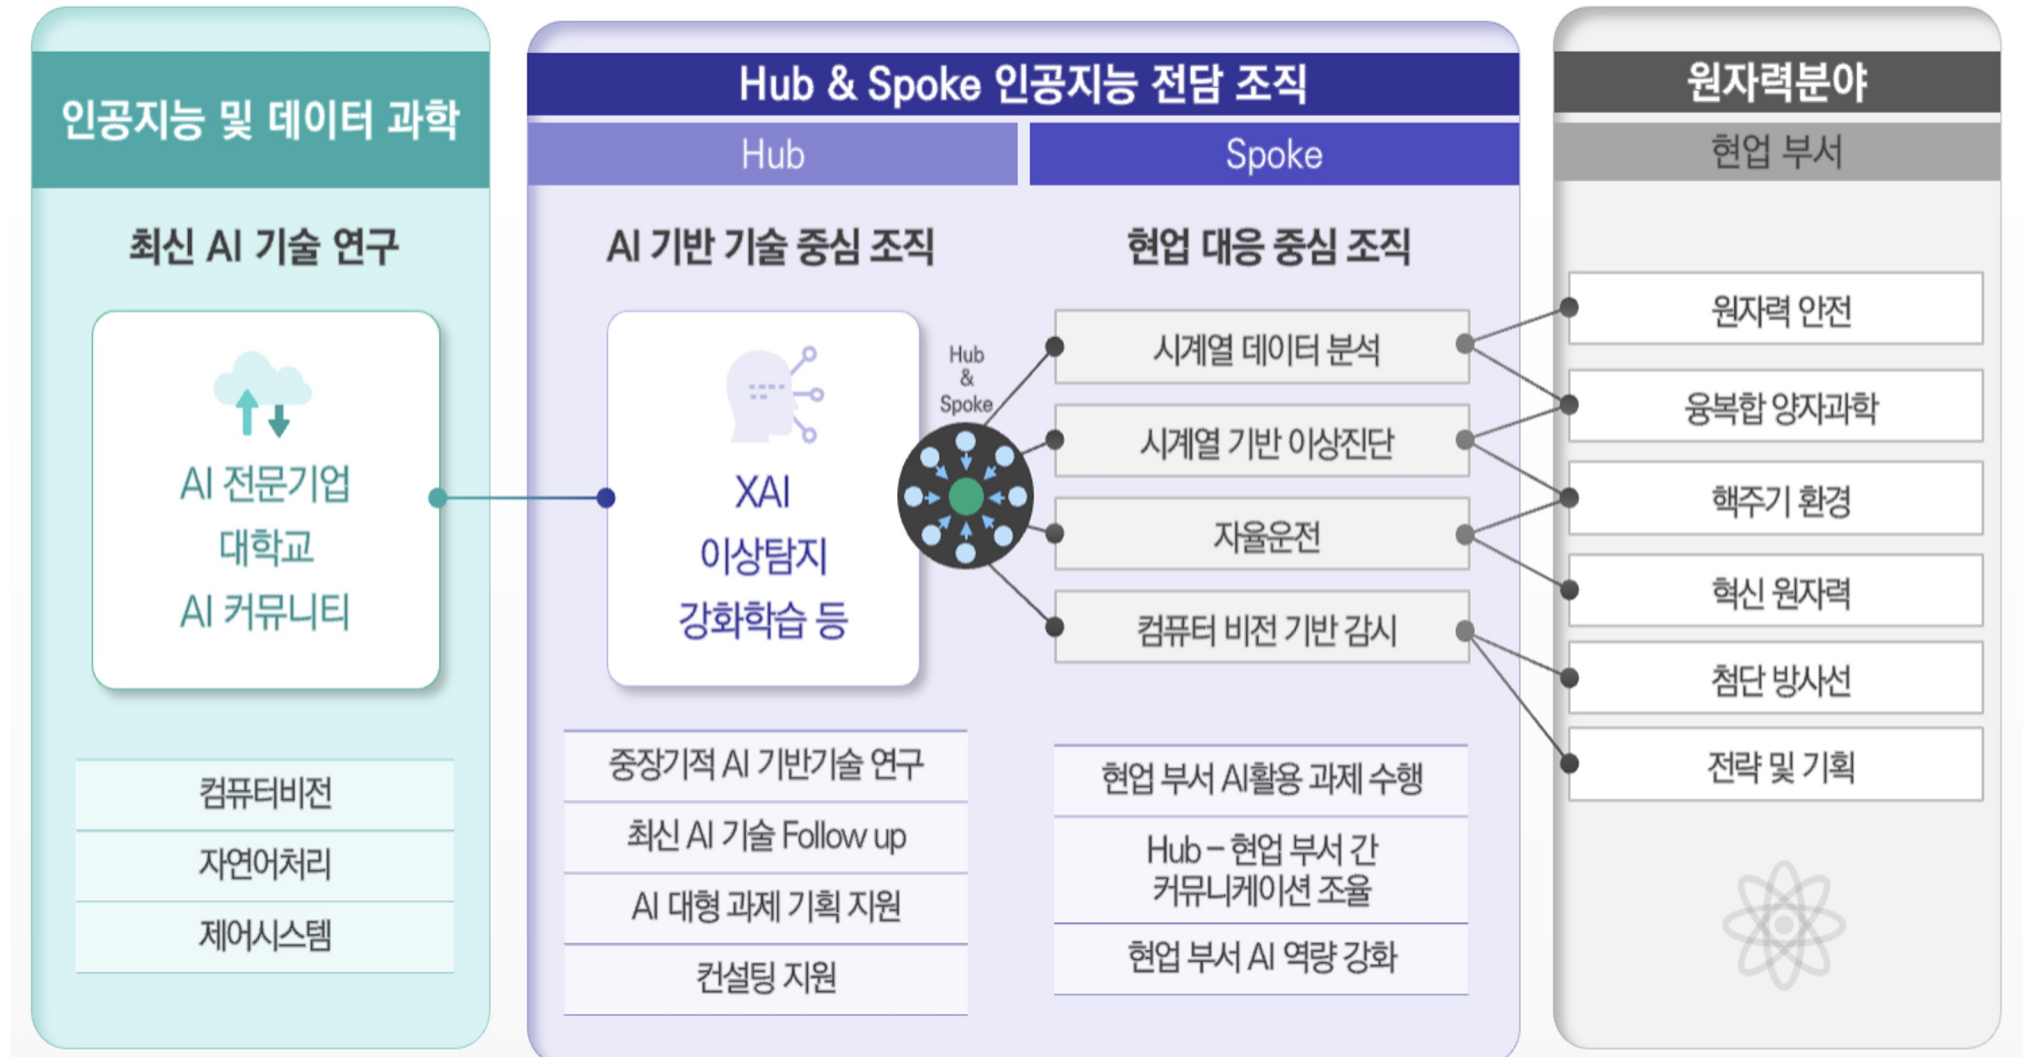 인공지능 및 데이터 과학
최신 AI 기술 연구
AI 전문기업
대학교
AI 커뮤니티
컴퓨터비전
자연어처리
제어시스템
Hub & Spoke 인공지능 전담 조직
Hub
AI 기반 기술 중심 조직
XAI
이상탐지
강화학습 등
Hub
&
Spoke
중장기적 AI 기반기술 연구
최신 AI 기술 Follow up
AI 대형 과제 기획 지원
컨설팅 지원
Spoke
현업 대응 중심 조직
시계열 데이터 분석
시계열 기반 이상진단
자율운전
컴퓨터 비전 기반 감시
현업 부서 AI활용 과제 수행
Hub – 현업 부서 간
커뮤니케이션 조율
현업 부서 AI 역량 강화
원자력분야
현업 부서
원자력 안전
융복합 양자과학
핵주기 환경
혁신 원자력
첨단 방사선
전략 및 기획